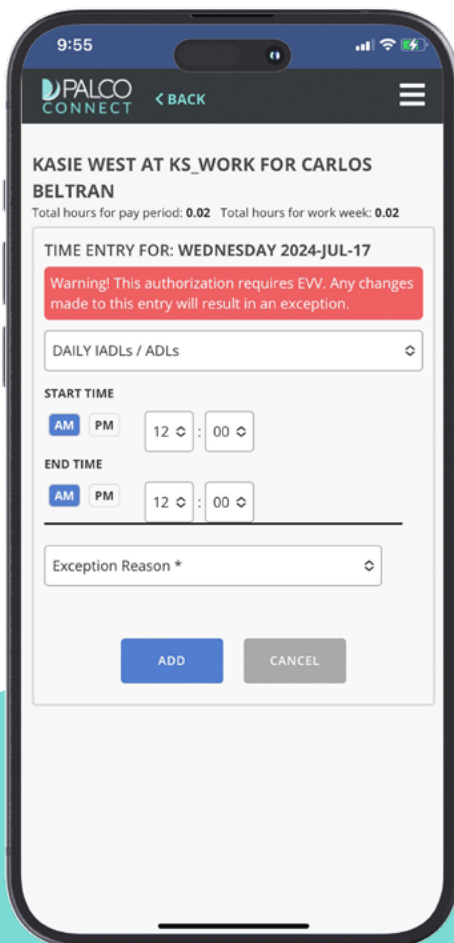 9:55
PALCO
CONNECT
< BACK
KASIE WEST AT KS_WORK FOR CARLOS
BELTRAN
Total hours for pay period: 0.02 Total hours for work week: 0.02
TIME ENTRY FOR: WEDNESDAY 2024-JUL-17
Warning! This authorization requires EVV. Any changes
made to this entry will result in an exception.
DAILY IADLs / ADLs
START TIME
AM PM 12 : 00
END TIME
AM PM 12 : 00
Exception Reason *
ADD CANCEL